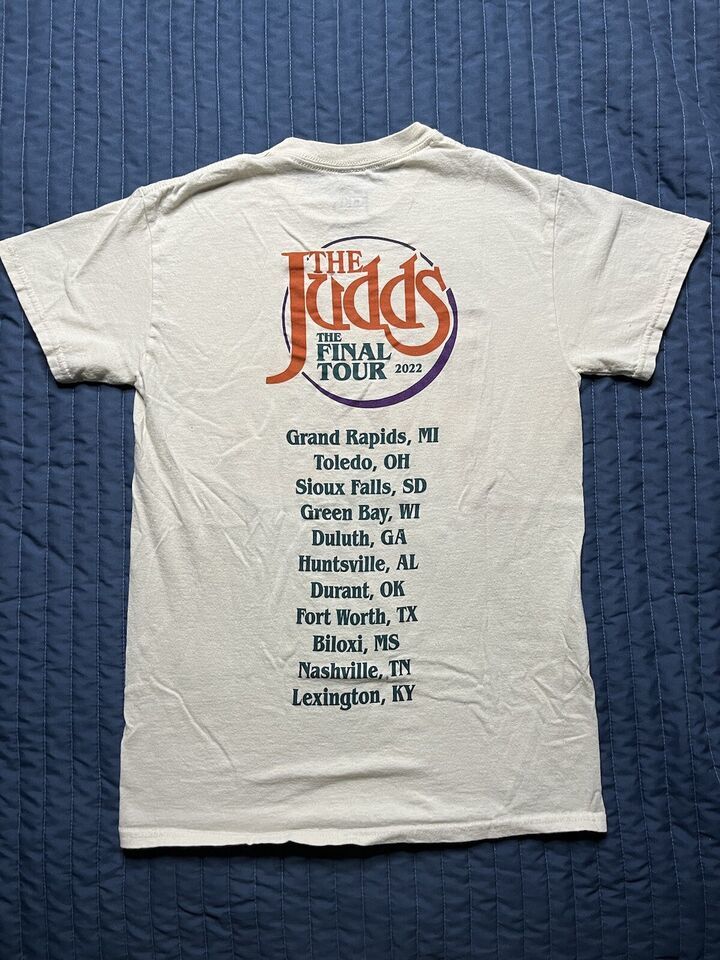 THE
Judds
THE
FINAL
TOUR 2022
Grand Rapids, MI
Toledo, OH
Sioux Falls, SD
Green Bay, WI
Duluth, GA
Huntsville, AL
Durant, OK
Fort Worth, TX
Biloxi, MS
Nashville, TN
Lexington, KY